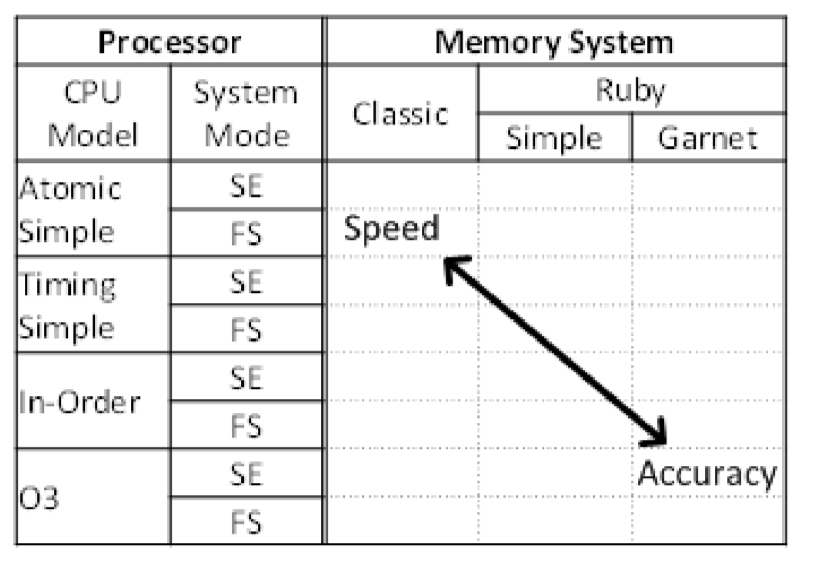 Processor Memory System
CPU Model System Mode Classic Ruby
Simple Garnet
Atomic Simple SE
FS Speed
Timing Simple SE
FS
In-Order SE
FS
O3 SE Accuracy
FS